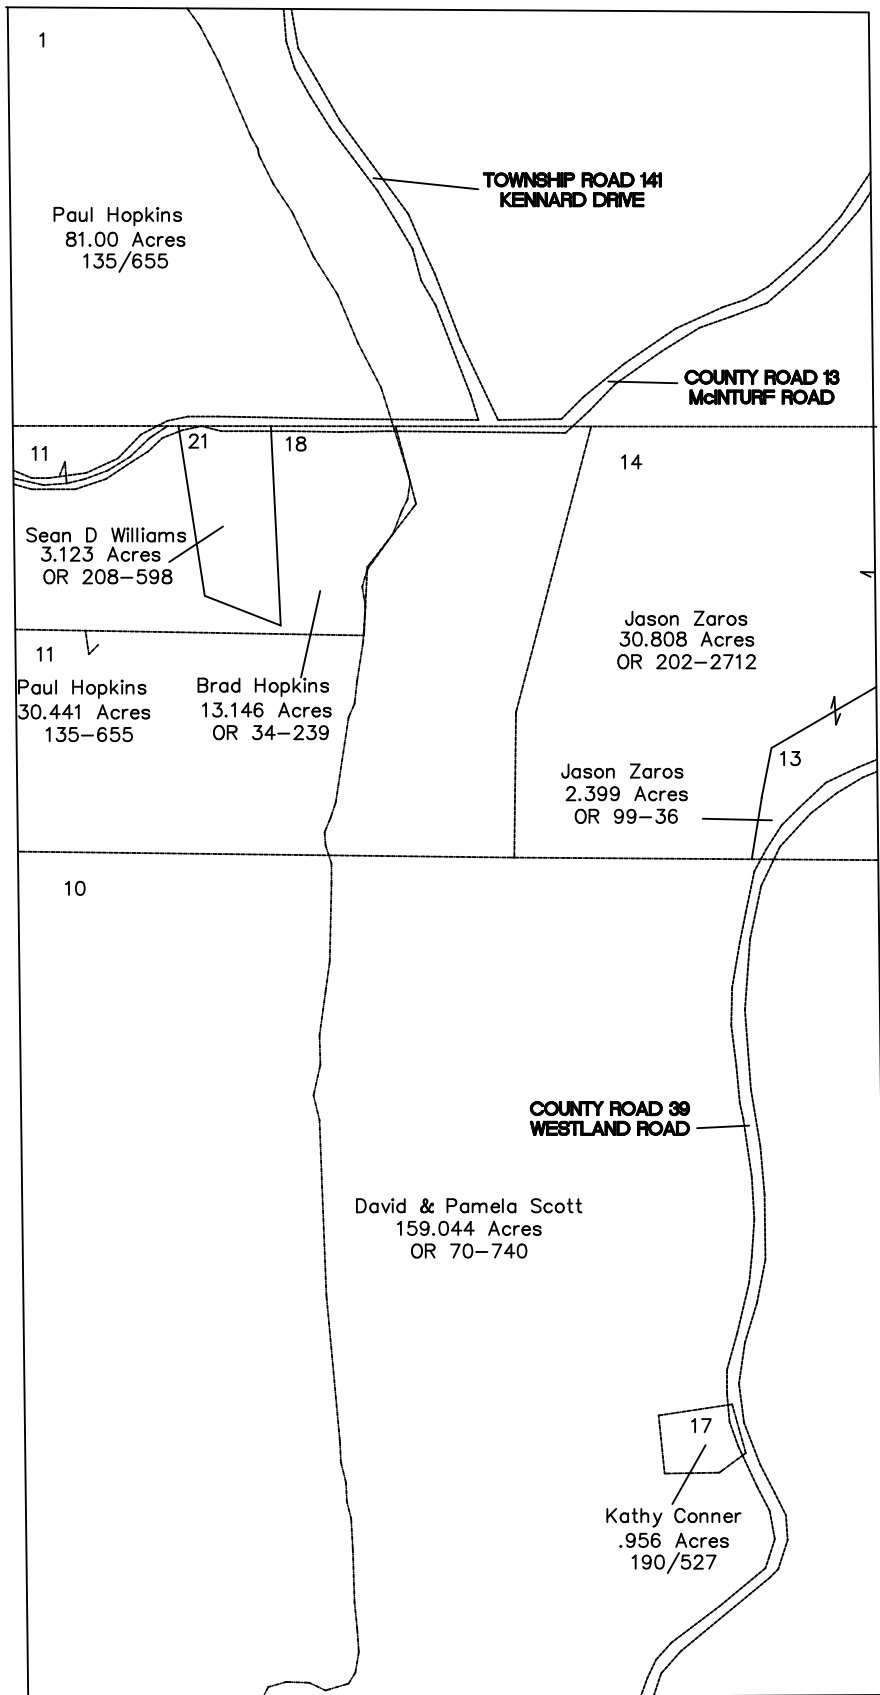 1
TOWNSHIP ROAD 141
KENNARD DRIVE
Paul Hopkins
81.00 Acres
135/655
COUNTY ROAD 13
McINTURF ROAD
11
21
18
14
Sean D Williams
3.123 Acres
OR 208-598
Jason Zaros
30.808 Acres
OR 202-2712
11
Paul Hopkins
30.441 Acres
135-655
Brad Hopkins
13.146 Acres
OR 34-239
13
Jason Zaros
2.399 Acres
OR 99-36
10
COUNTY ROAD 39
WESTLAND ROAD
David & Pamela Scott
159.044 Acres
OR 70-740
17
Kathy Conner
.956 Acres
190/527